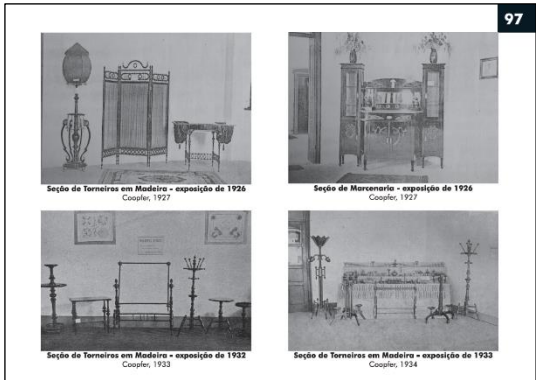 97
Seção de Torneiros em Madeira - exposição de 1926
Coopfer, 1927
Seção de Marcenaria - exposição de 1926
Coopfer, 1927
Seção de Torneiros em Madeira - exposição de 1932
Coopfer, 1933
Seção de Torneiros em Madeira - exposição de 1933
Coopfer, 1934